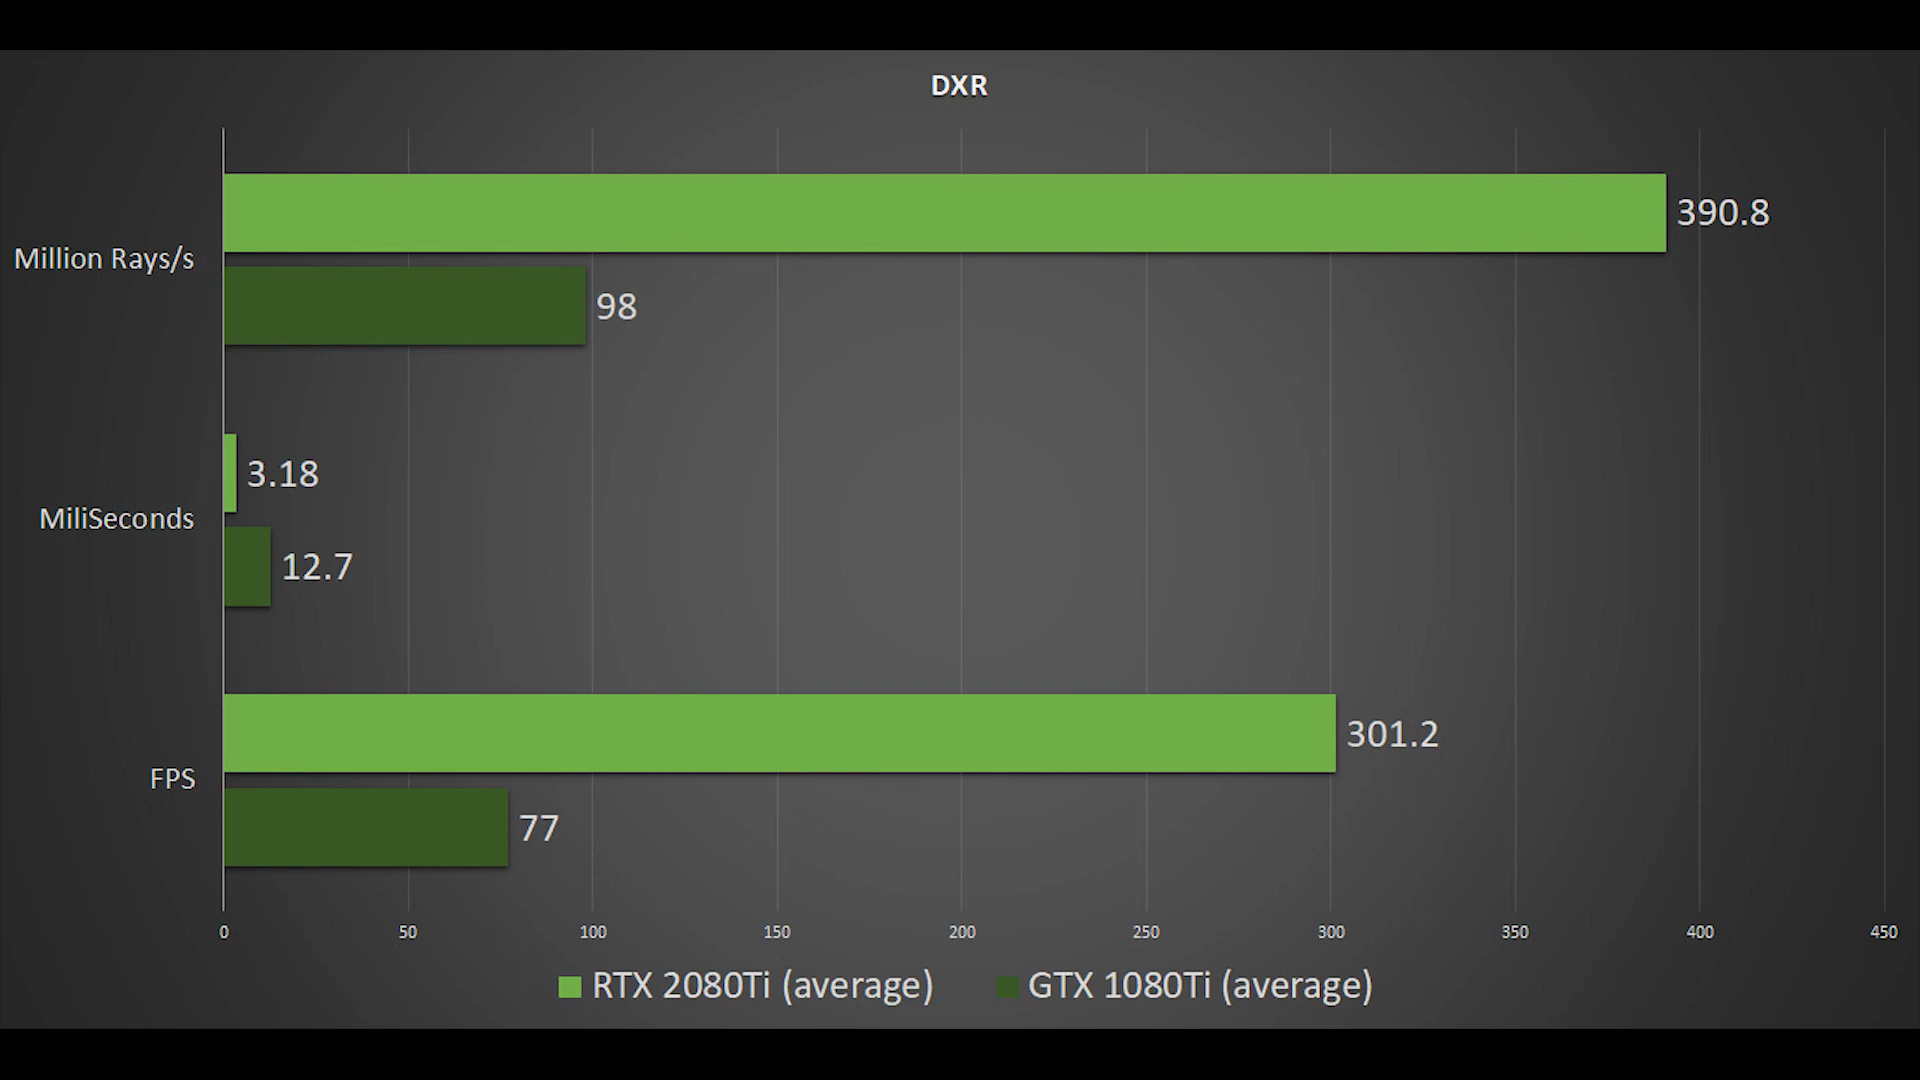 DXR
Million Rays/s
390.8
98
MiliSeconds
3.18
12.7
FPS
301.2
77
0 50 100 150 200 250 300 350 400 450
RTX 2080Ti (average) GTX 1080Ti (average)